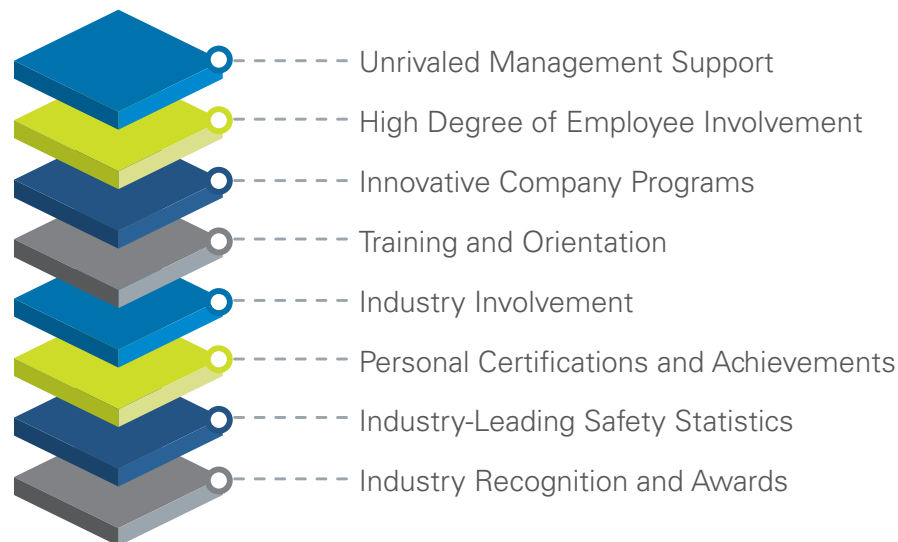 Unrivaled Management Support
High Degree of Employee Involvement
Innovative Company Programs
Training and Orientation
Industry Involvement
Personal Certifications and Achievements
Industry-Leading Safety Statistics
Industry Recognition and Awards